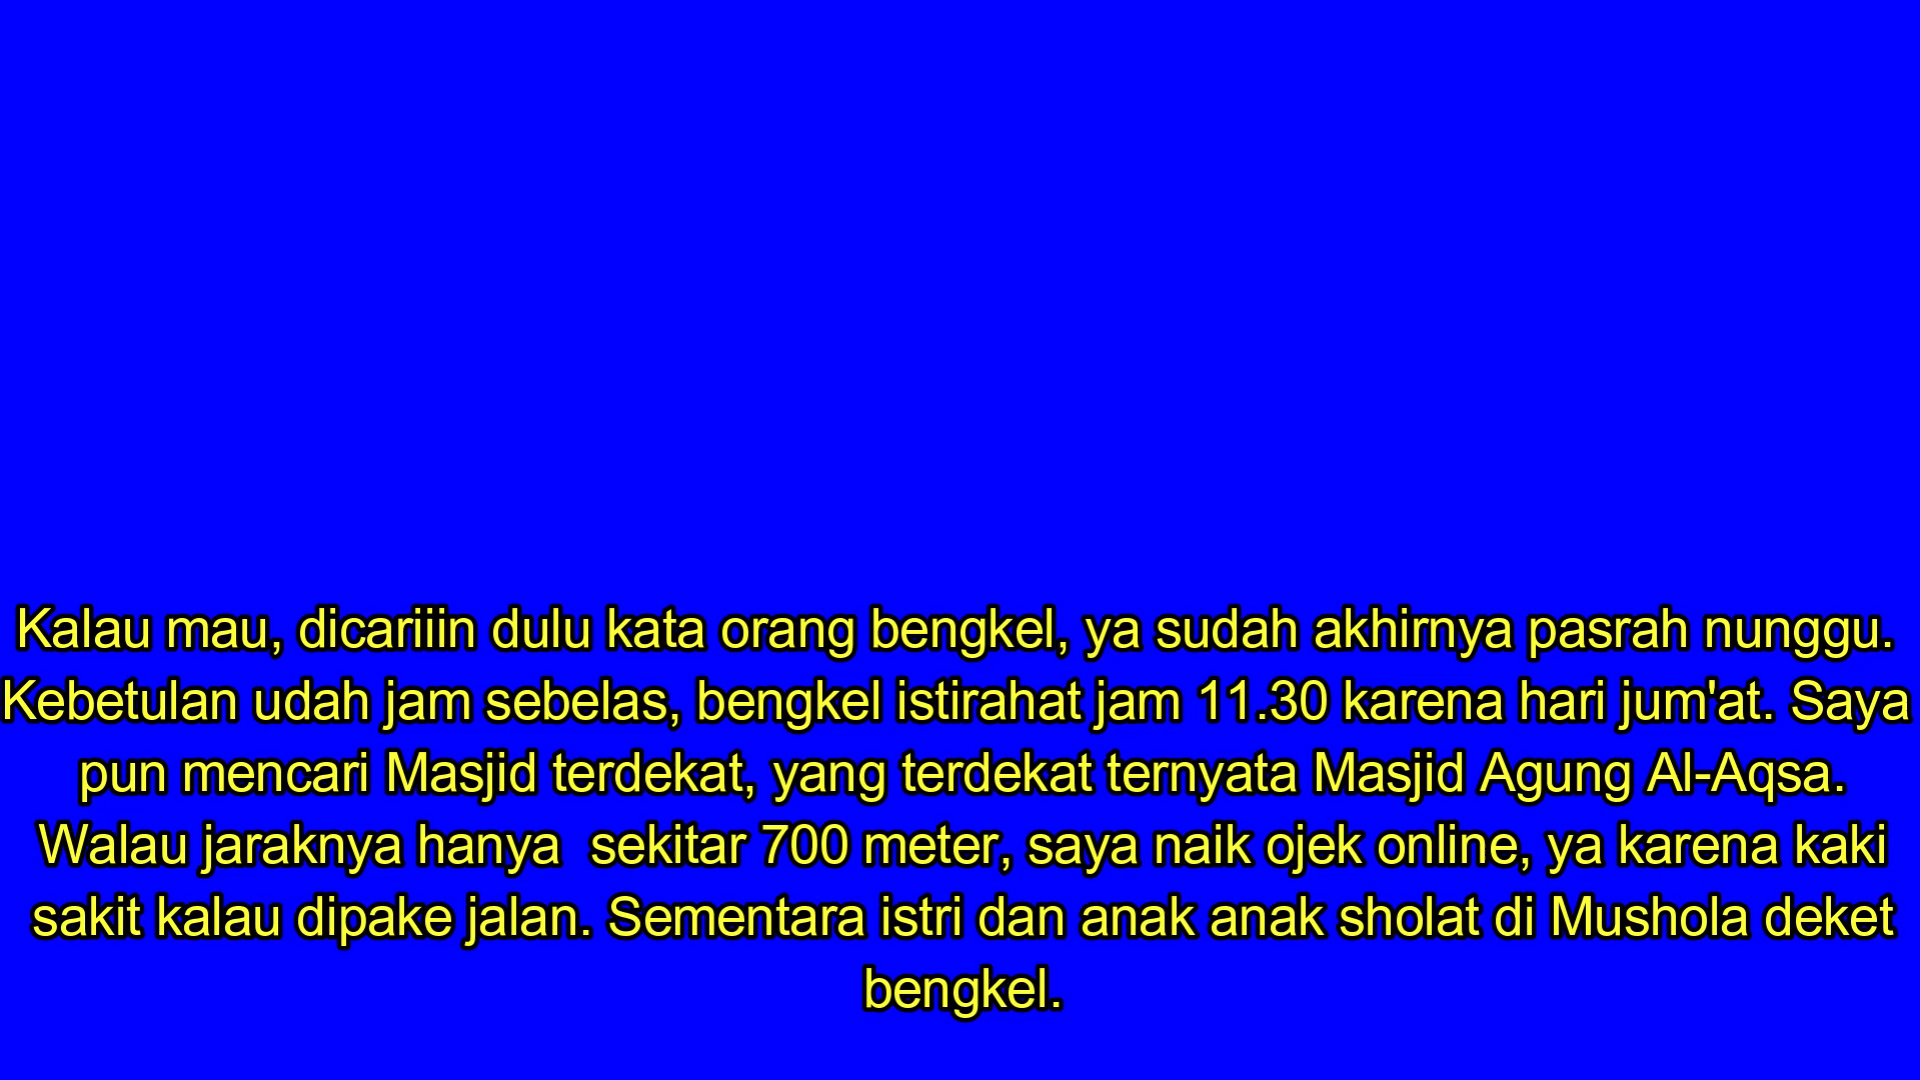 Kalau mau, dicariiin dulu kata orang bengkel, ya sudah akhirnya pasrah nunggu.
Kebetulan udah jam sebelas, bengkel istirahat jam 11.30 karena hari jum'at. Saya
pun mencari Masjid terdekat, yang terdekat ternyata Masjid Agung Al-Aqsa.
Walau jaraknya hanya  sekitar 700 meter, saya naik ojek online, ya karena kaki
sakit kalau dipake jalan. Sementara istri dan anak anak sholat di Mushola deket
bengkel.